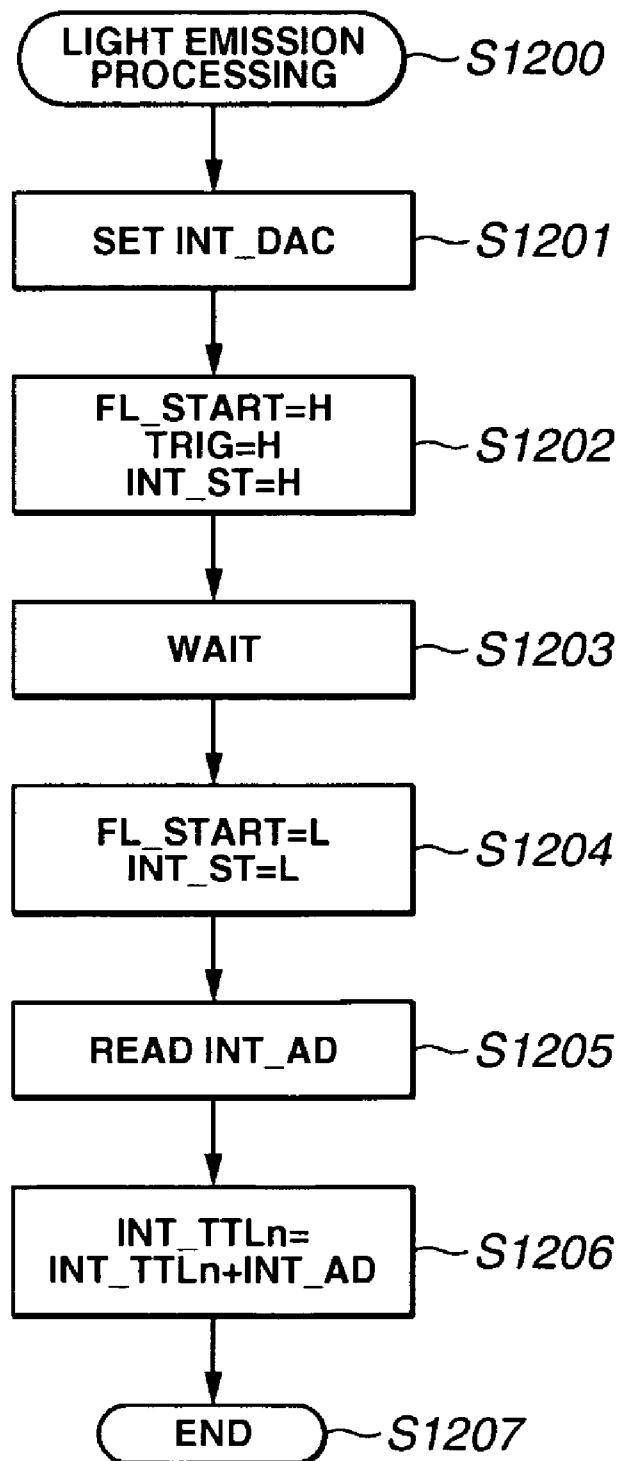 LIGHT EMISSION
PROCESSING
S1200
SET INT_DAC
S1201
FL_START=H
TRIG=H
INT_ST=H
S1202
WAIT
S1203
FL_START=L
INT_ST=L
S1204
READ INT_AD
S1205
INT_TTLn=
INT_TTLn+INT_AD
S1206
END
S1207